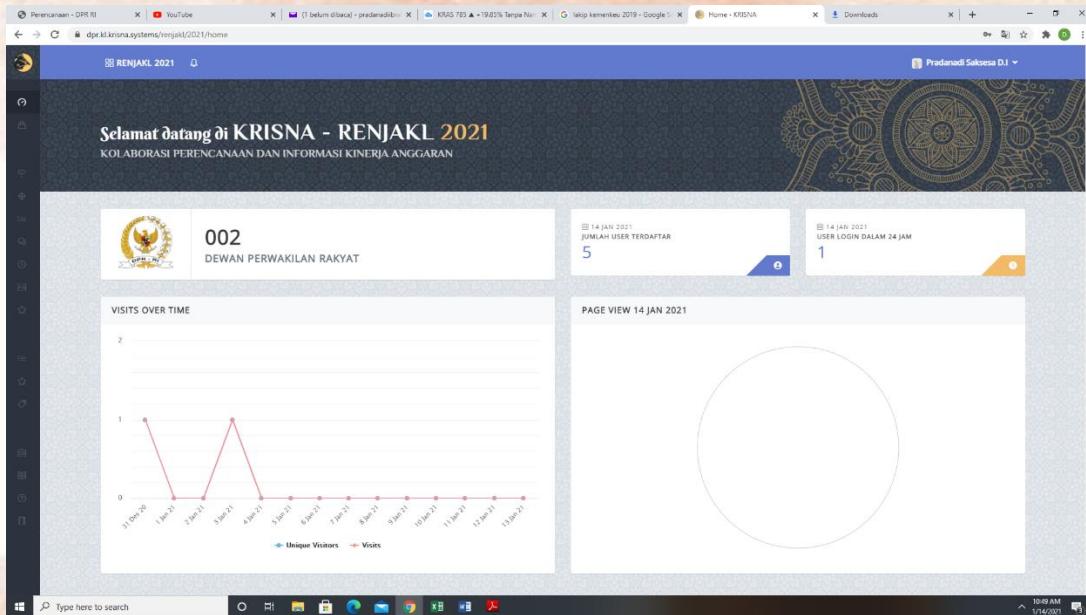 Perencanaan - DPR RI
YouTube
(1 belum dibaca) - pradanadiibra
KRAS 785 ▲ +19.85% Tanpa Nam
lakip kemenkeu 2019 - Google S
Home - KRISNA
Downloads
dpr.kl.krisna.systems/renjakl/2021/home
RENJAKL 2021
Pradanadi Saksesa D.I
Selamat datang di KRISNA - RENJAKL 2021
KOLABORASI PERENCANAAN DAN INFORMASI KINERJA ANGGARAN
002
DEWAN PERWAKILAN RAKYAT
14 JAN 2021
JUMLAH USER TERDAFTAR
5
14 JAN 2021
USER LOGIN DALAM 24 JAM
1
VISITS OVER TIME
2
1
0
31 Des 20
1 Jan 21
2 Jan 21
3 Jan 21
4 Jan 21
5 Jan 21
6 Jan 21
7 Jan 21
8 Jan 21
9 Jan 21
10 Jan 21
11 Jan 21
12 Jan 21
13 Jan 21
Unique Visitors Visits
PAGE VIEW 14 JAN 2021
Type here to search
10:49 AM
1/14/2021